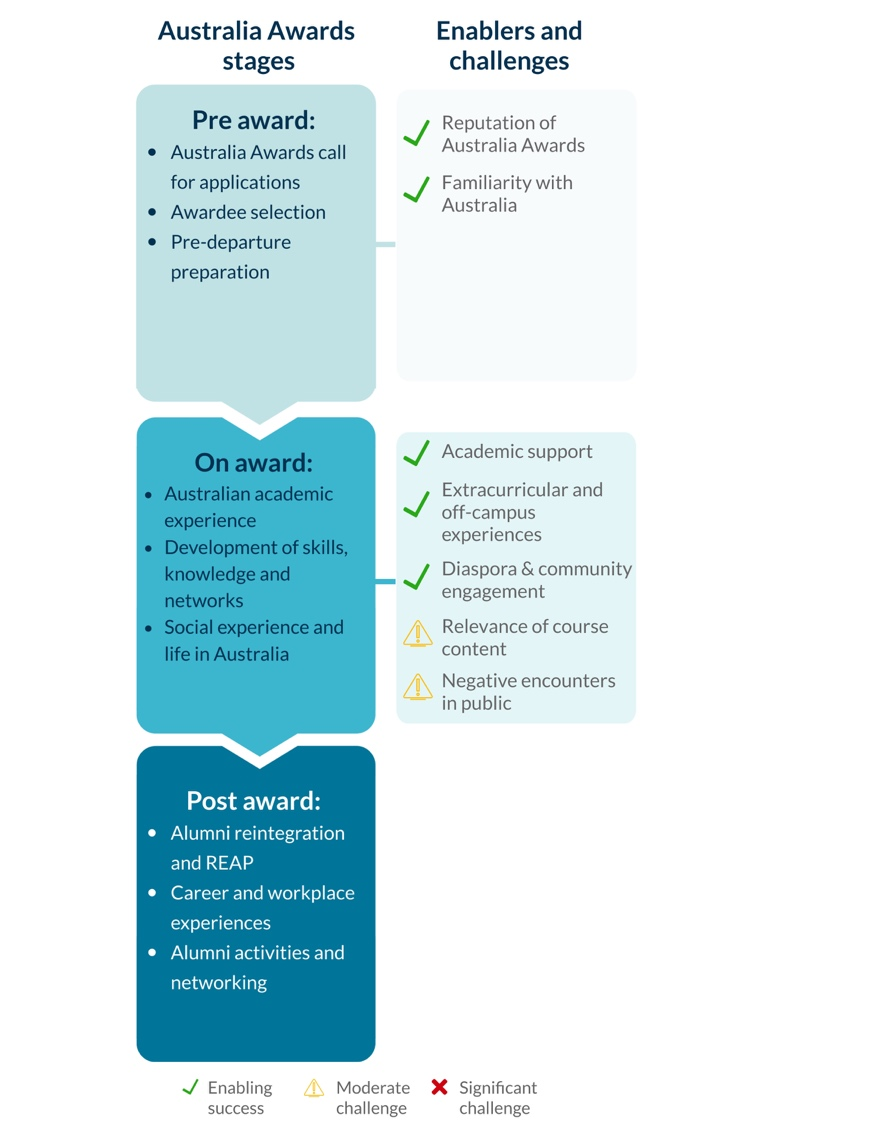 Australia Awards
stages
Enablers and
challenges
Pre award:
• Australia Awards call
for applications
• Awardee selection
• Pre-departure
preparation
Reputation of
Australia Awards
Familiarity with
Australia
On award:
• Australian academic
experience
• Development of skills,
knowledge and
networks
• Social experience and
life in Australia
Academic support
Extracurricular and
off-campus
experiences
Diaspora & community
engagement
Relevance of course
content
Negative encounters
in public
Post award:
• Alumni reintegration
and REAP
• Career and workplace
experiences
• Alumni activities and
networking
Enabling
success
Moderate
challenge
Significant
challenge